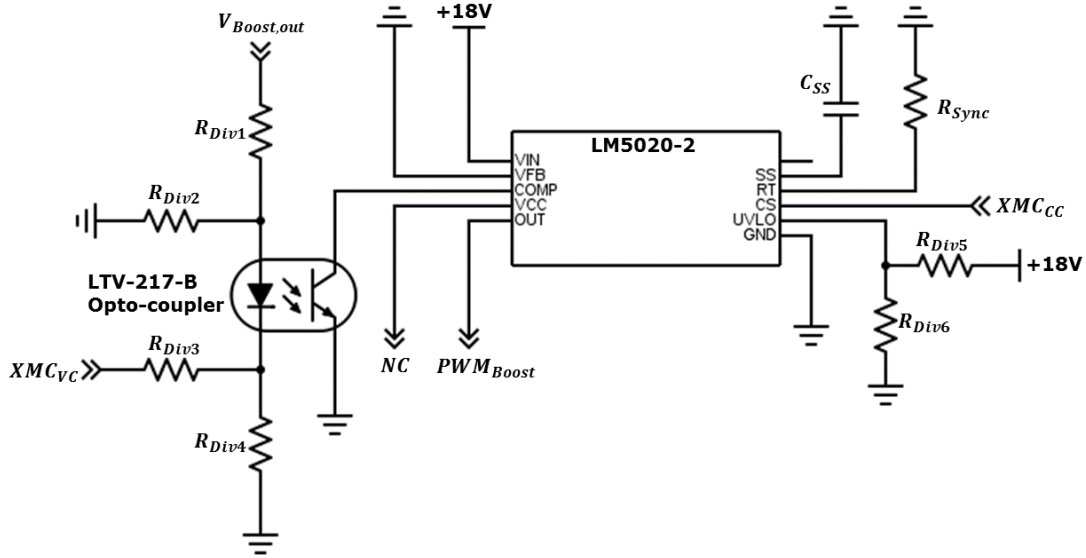 V_Boost,out
+18V
C_SS
R_Sync
R_Div1
LM5020-2
VIN
VFB
COMP
VCC
OUT
SS
RT
CS
UVLO
GND
XMC_CC
R_Div2
R_Div5
+18V
LTV-217-B
Opto-coupler
R_Div6
R_Div3
XMC_VC
NC
PWM_Boost
R_Div4